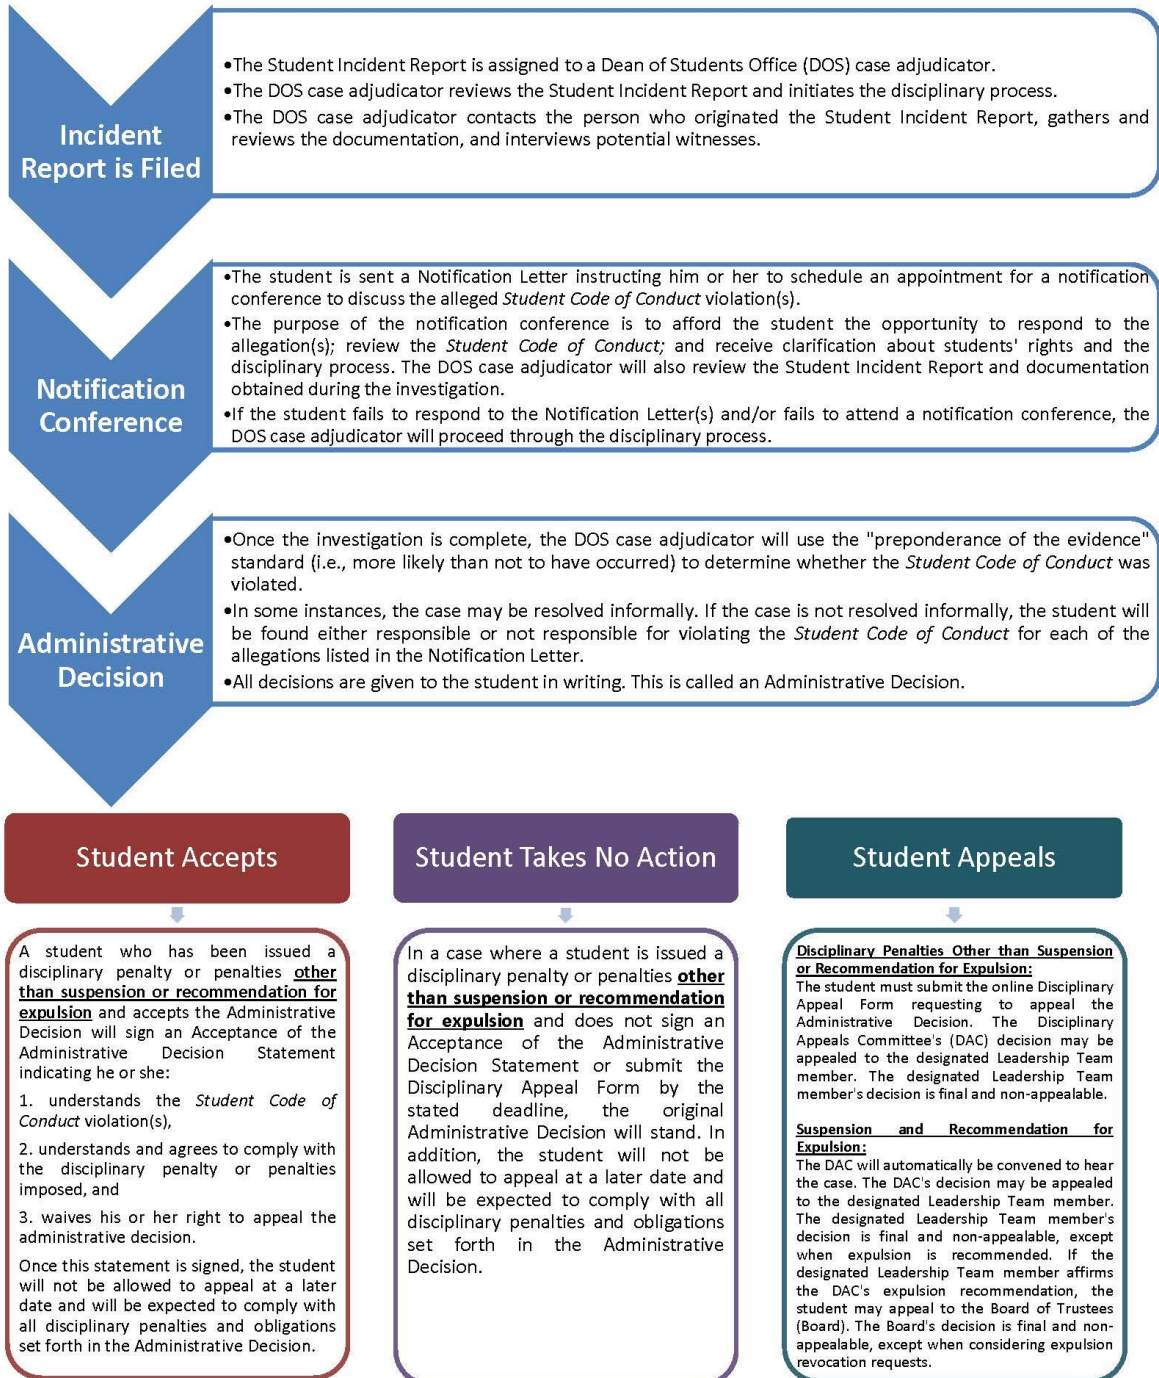 Incident
Report is Filed
•The Student Incident Report is assigned to a Dean of Students Office (DOS) case adjudicator.
•The DOS case adjudicator reviews the Student Incident Report and initiates the disciplinary process.
•The DOS case adjudicator contacts the person who originated the Student Incident Report, gathers and
reviews the documentation, and interviews potential witnesses.
Notification
Conference
•The student is sent a Notification Letter instructing him or her to schedule an appointment for a notification
conference to discuss the alleged Student Code of Conduct violation(s).
•The purpose of the notification conference is to afford the student the opportunity to respond to the
allegation(s); review the Student Code of Conduct; and receive clarification about students' rights and the
disciplinary process. The DOS case adjudicator will also review the Student Incident Report and documentation
obtained during the investigation.
•If the student fails to respond to the Notification Letter(s) and/or fails to attend a notification conference, the
DOS case adjudicator will proceed through the disciplinary process.
Administrative
Decision
•Once the investigation is complete, the DOS case adjudicator will use the "preponderance of the evidence"
standard (i.e., more likely than not to have occurred) to determine whether the Student Code of Conduct was
violated.
•In some instances, the case may be resolved informally. If the case is not resolved informally, the student will
be found either responsible or not responsible for violating the Student Code of Conduct for each of the
allegations listed in the Notification Letter.
•All decisions are given to the student in writing. This is called an Administrative Decision.
Student Accepts
A student who has been issued a
disciplinary penalty or penalties other
than suspension or recommendation for
expulsion and accepts the Administrative
Decision will sign an Acceptance of the
Administrative Decision Statement
indicating he or she:
1. understands the Student Code of
Conduct violation(s),
2. understands and agrees to comply with
the disciplinary penalty or penalties
imposed, and
3. waives his or her right to appeal the
administrative decision.
Once this statement is signed, the student
will not be allowed to appeal at a later
date and will be expected to comply with
all disciplinary penalties and obligations
set forth in the Administrative Decision.
Student Takes No Action
In a case where a student is issued a
disciplinary penalty or penalties other
than suspension or recommendation
for expulsion and does not sign an
Acceptance of the Administrative
Decision Statement or submit the
Disciplinary Appeal Form by the
stated deadline, the original
Administrative Decision will stand. In
addition, the student will not be
allowed to appeal at a later date and
will be expected to comply with all
disciplinary penalties and obligations
set forth in the Administrative
Decision.
Student Appeals
Disciplinary Penalties Other than Suspension
or Recommendation for Expulsion:
The student must submit the online Disciplinary
Appeal Form requesting to appeal the
Administrative Decision. The Disciplinary
Appeals Committee's (DAC) decision may be
appealed to the designated Leadership Team
member. The designated Leadership Team
member's decision is final and non-appealable.
Suspension and Recommendation for
Expulsion:
The DAC will automatically be convened to hear
the case. The DAC's decision may be appealed
to the designated Leadership Team member.
The designated Leadership Team member's
decision is final and non-appealable, except
when expulsion is recommended. If the
designated Leadership Team member affirms
the DAC's expulsion recommendation, the
student may appeal to the Board of Trustees
(Board). The Board's decision is final and non-
appealable, except when considering expulsion
revocation requests.